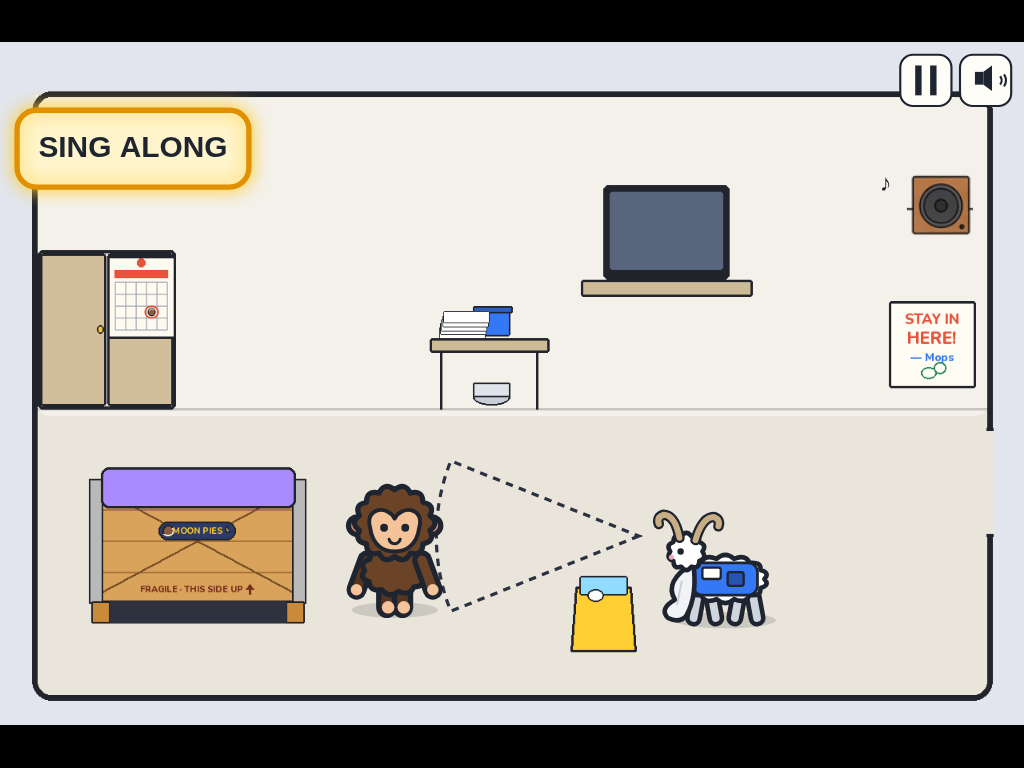 SING ALONG
STAY IN
HERE!
— Mops
MOON PIES
FRAGILE · THIS SIDE UP